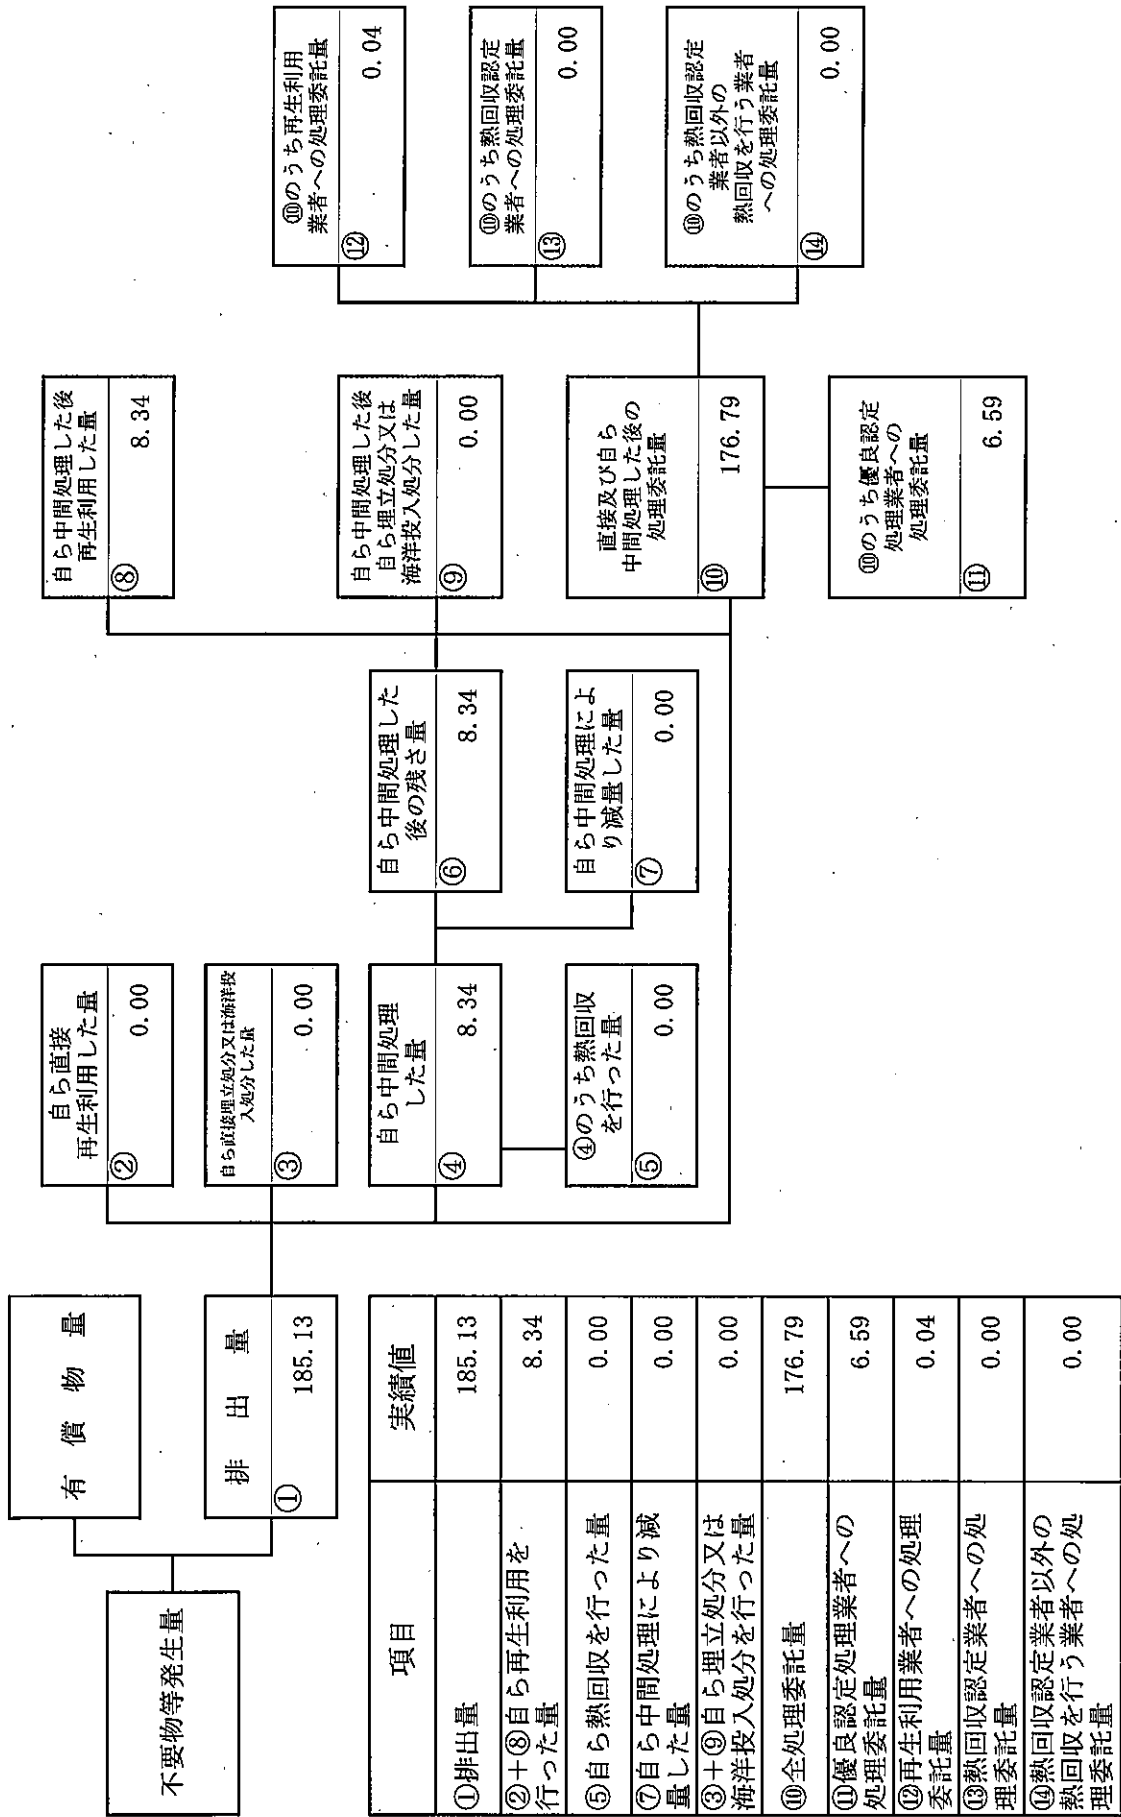 不要物等発生量
有償物量
排出量
①
185.13
自ら直接
再生利用した量
②
0.00
自ら直接埋立処分又は海洋投
入処分した量
③
0.00
自ら中間処理
した量
④
8.34
④のうち熱回収
を行った量
⑤
0.00
自ら中間処理した
後の残さ量
⑥
8.34
自ら中間処理によ
り減量した量
⑦
0.00
自ら中間処理した後
再生利用した量
⑧
8.34
自ら中間処理した後
自ら埋立処分又は
海洋投入処分した量
⑨
0.00
直接及び自ら
中間処理した後の
処理委託量
⑩
176.79
⑩のうち優良認定
処理業者への
処理委託量
⑪
6.59
⑩のうち再生利用
業者への処理委託量
⑫
0.04
⑩のうち熱回収認定
業者への処理委託量
⑬
0.00
⑩のうち熱回収認定
業者以外の
熱回収を行う業者
への処理委託量
⑭
0.00
項目 実績値
①排出量 185.13
②+⑧自ら再生利用を
行った量 8.34
⑤自ら熱回収を行った量 0.00
⑦自ら中間処理により減
量した量 0.00
③+⑨自ら埋立処分又は
海洋投入処分を行った量 0.00
⑩全処理委託量 176.79
⑪優良認定処理業者への
処理委託量 6.59
⑫再生利用業者への処理
委託量 0.04
⑬熱回収認定業者への処
理委託量 0.00
⑭熱回収認定業者以外の
熱回収を行う業者への処
理委託量 0.00